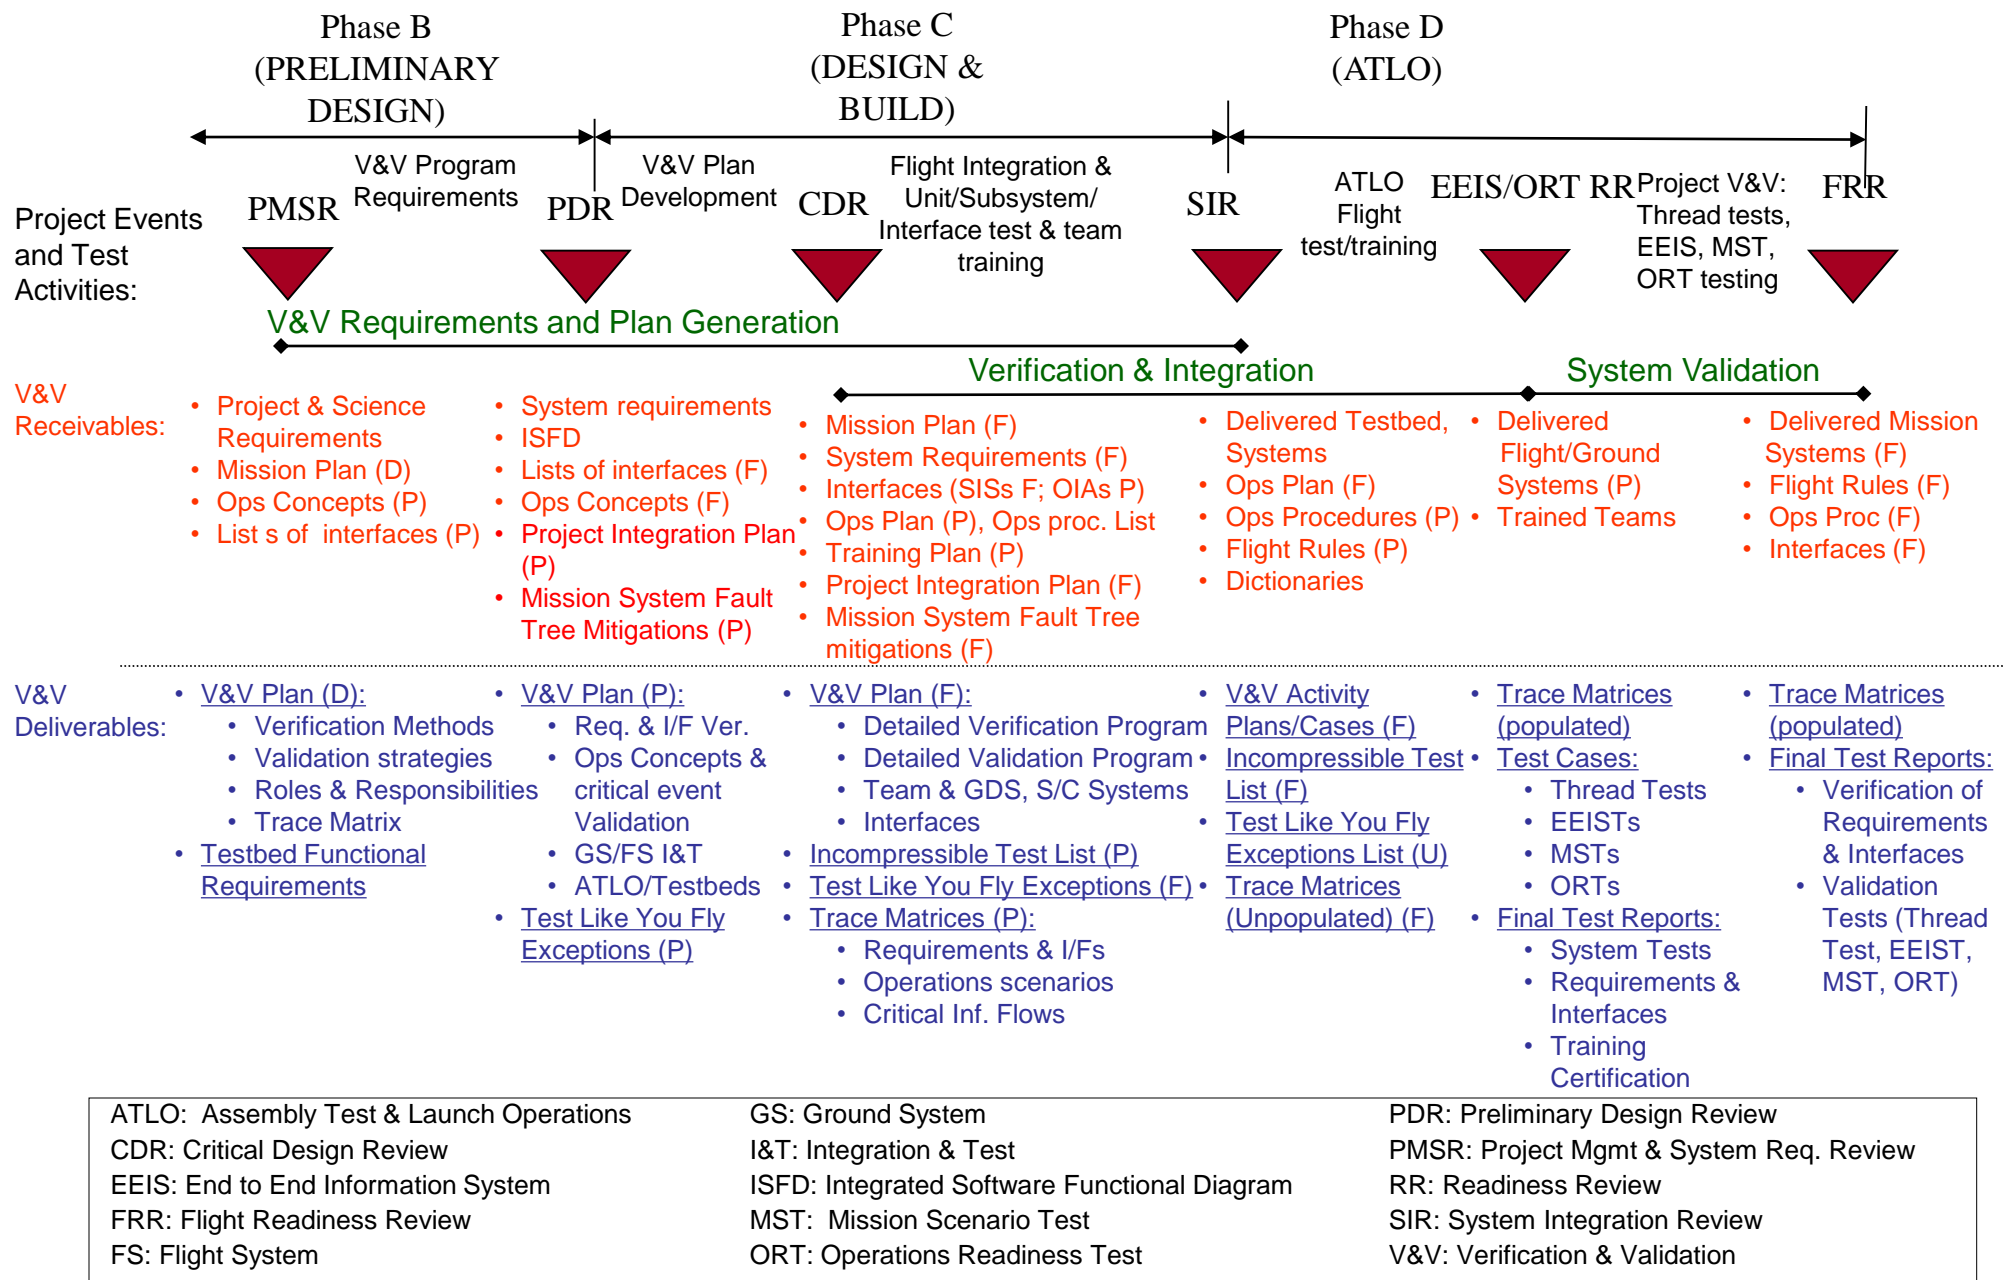 Phase B
(PRELIMINARY
DESIGN)
Phase C
(DESIGN &
BUILD)
Phase D
(ATLO)
Project Events
and Test
Activities:
PMSR
V&V Program
Requirements
PDR
V&V Plan
Development
CDR
Flight Integration &
Unit/Subsystem/
Interface test & team
training
SIR
ATLO
Flight
test/training
EEIS/ORT RR
Project V&V:
Thread tests,
EEIS, MST,
ORT testing
FRR
V&V Requirements and Plan Generation
Verification & Integration
System Validation
V&V
Receivables:
• Project & Science
Requirements
• Mission Plan (D)
• Ops Concepts (P)
• List s of interfaces (P)
• System requirements
• ISFD
• Lists of interfaces (F)
• Ops Concepts (F)
• Project Integration Plan
(P)
• Mission System Fault
Tree Mitigations (P)
• Mission Plan (F)
• System Requirements (F)
• Interfaces (SISs F; OIAs P)
• Ops Plan (P), Ops proc. List
• Training Plan (P)
• Project Integration Plan (F)
• Mission System Fault Tree
mitigations (F)
• Delivered Testbed,
Systems
• Ops Plan (F)
• Ops Procedures (P)
• Flight Rules (P)
• Dictionaries
• Delivered
Flight/Ground
Systems (P)
• Trained Teams
• Delivered Mission
Systems (F)
• Flight Rules (F)
• Ops Proc (F)
• Interfaces (F)
V&V
Deliverables:
• V&V Plan (D):
• Verification Methods
• Validation strategies
• Roles & Responsibilities
• Trace Matrix
• Testbed Functional
Requirements
• V&V Plan (P):
• Req. & I/F Ver.
• Ops Concepts &
critical event
Validation
• GS/FS I&T
• ATLO/Testbeds
• Test Like You Fly
Exceptions (P)
• V&V Plan (F):
• Detailed Verification Program
• Detailed Validation Program
• Team & GDS, S/C Systems
• Interfaces
• Incompressible Test List (P)
• Test Like You Fly Exceptions (F)
• Trace Matrices (P):
• Requirements & I/Fs
• Operations scenarios
• Critical Inf. Flows
• V&V Activity
Plans/Cases (F)
• Incompressible Test
List (F)
• Test Like You Fly
Exceptions List (U)
• Trace Matrices
(Unpopulated) (F)
• Trace Matrices
(populated)
• Test Cases:
• Thread Tests
• EEISTs
• MSTs
• ORTs
• Final Test Reports:
• System Tests
• Requirements &
Interfaces
• Training
Certification
• Trace Matrices
(populated)
• Final Test Reports:
• Verification of
Requirements
& Interfaces
• Validation
Tests (Thread
Test, EEIST,
MST, ORT)
ATLO: Assembly Test & Launch Operations
CDR: Critical Design Review
EEIS: End to End Information System
FRR: Flight Readiness Review
FS: Flight System
GS: Ground System
I&T: Integration & Test
ISFD: Integrated Software Functional Diagram
MST: Mission Scenario Test
ORT: Operations Readiness Test
PDR: Preliminary Design Review
PMSR: Project Mgmt & System Req. Review
RR: Readiness Review
SIR: System Integration Review
V&V: Verification & Validation